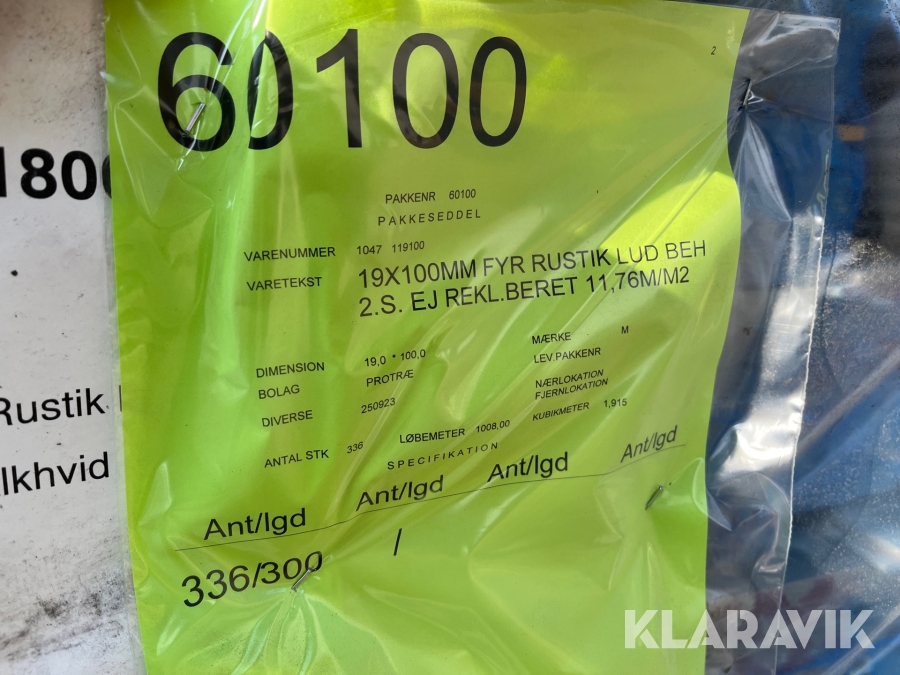 60100
2
PAKKENR 60100
PAKKESEDDEL
VARENUMMER 1047 119100
VARETEKST 19X100MM FYR RUSTIK LUD BEH
2.S. EJ REKL.BERET 11,76M/M2
DIMENSION 19,0 * 100,0 MÆRKE M
BOLAG PROTRÆ LEV.PAKKENR
NÆRLOKATION
FJERNLOKATION
DIVERSE 250923
ANTAL STK 336 LØBEMETER 1008,00 KUBIKMETER 1,915
SPECIFIKATION
Ant/lgd Ant/lgd Ant/lgd Ant/lgd
336/300 /
Rustik
lkhvid
KLARAVIK